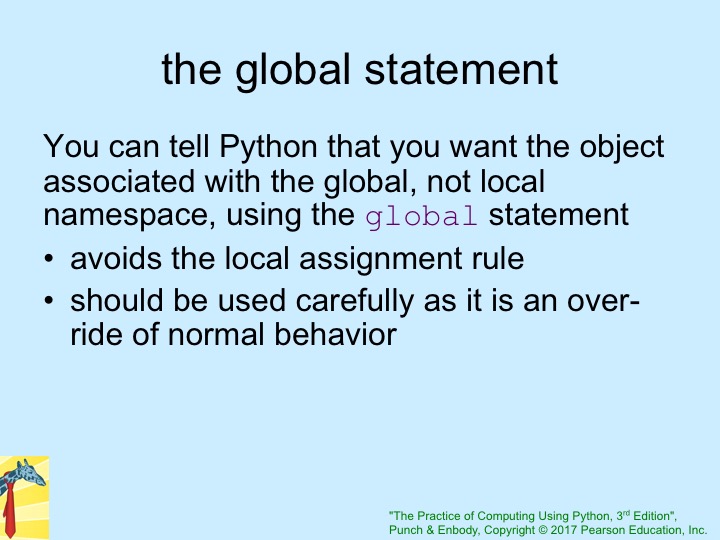 the global statement
You can tell Python that you want the object
associated with the global, not local
namespace, using the global statement
• avoids the local assignment rule
• should be used carefully as it is an over-
ride of normal behavior
"The Practice of Computing Using Python, 3rd Edition",
Punch & Enbody, Copyright © 2017 Pearson Education, Inc.